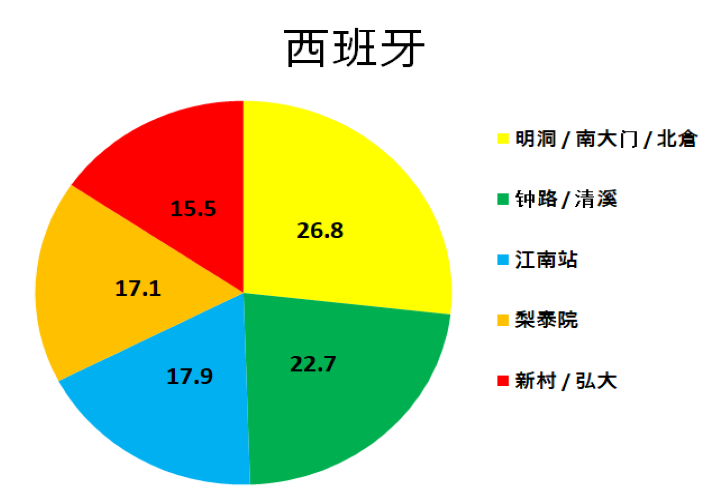 西班牙
明洞 / 南大门 / 北倉
26.8
钟路 / 清溪
15.5
江南站
17.1
梨泰院
22.7
17.9
新村 / 弘大